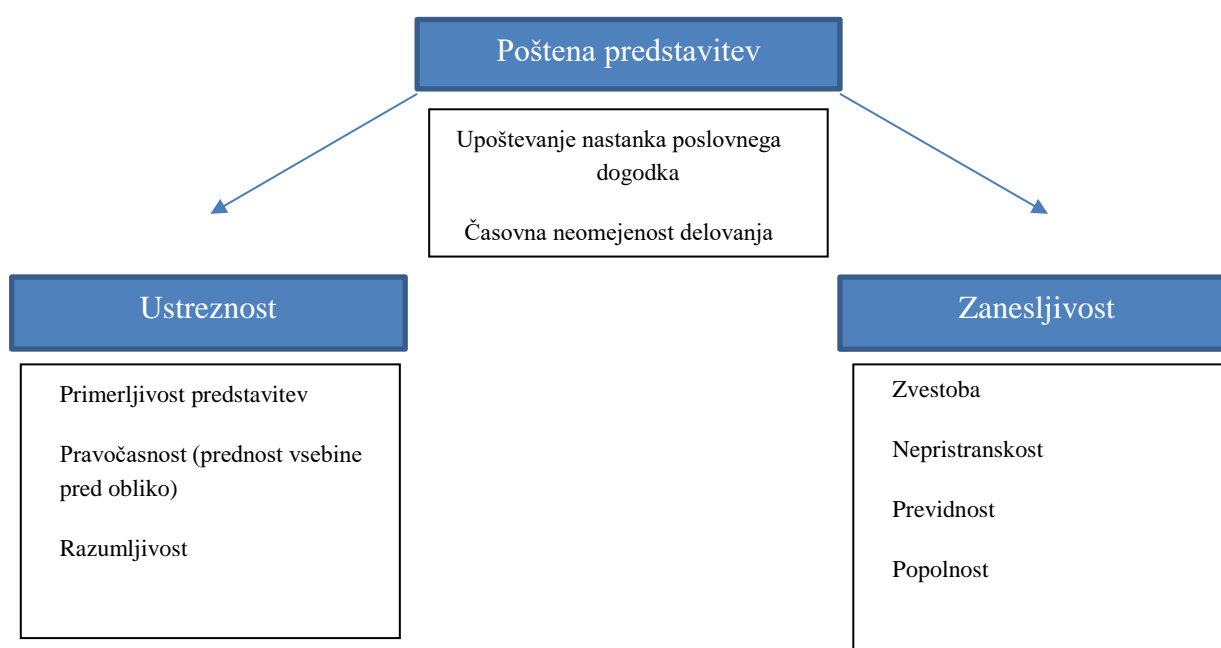 Poštena predstavitev
Upoštevanje nastanka poslovnega
dogodka
Časovna neomejenost delovanja
Ustreznost
Primerljivost predstavitev
Pravočasnost (prednost vsebine
pred obliko)
Razumljivost
Zanesljivost
Zvestoba
Nepristranskost
Previdnost
Popolnost